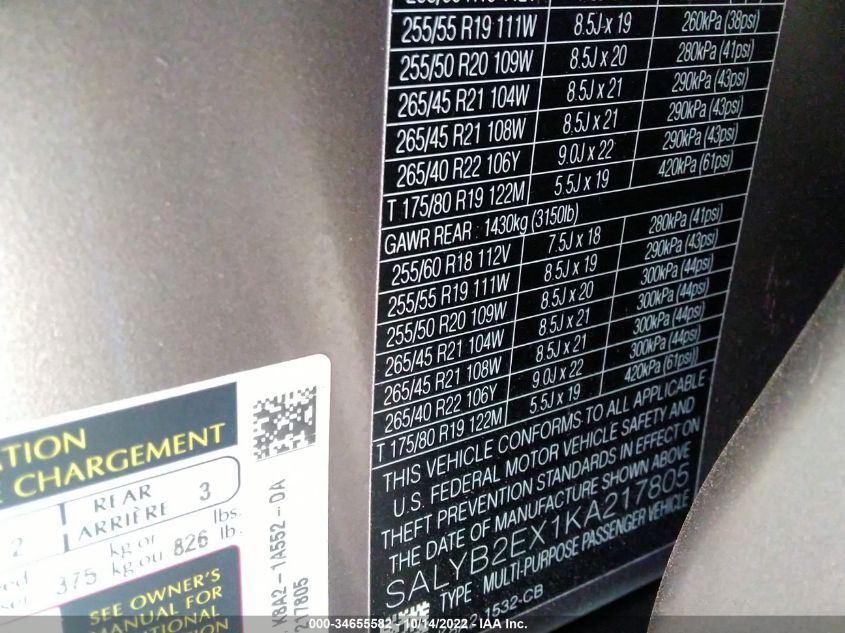 255/55 R19 111W 8.5J x 19 260kPa (38psi)
255/50 R20 109W 8.5J x 20 280kPa (41psi)
265/45 R21 104W 8.5J x 21 290kPa (43psi)
265/45 R21 108W 8.5J x 21 290kPa (43psi)
265/40 R22 106Y 9.0J x 22 290kPa (43psi)
T 175/80 R19 122M 5.5J x 19 420kPa (61psi)
GAWR REAR : 1430kg (3150lb)
255/60 R18 112V 7.5J x 18 280kPa (41psi)
255/55 R19 111W 8.5J x 19 290kPa (43psi)
255/50 R20 109W 8.5J x 20 300kPa (44psi)
265/45 R21 104W 8.5J x 21 300kPa (44psi)
265/45 R21 108W 8.5J x 21 300kPa (44psi)
265/40 R22 106Y 9.0J x 22 300kPa (44psi)
T 175/80 R19 122M 5.5J x 19 420kPa (61psi)
THIS VEHICLE CONFORMS TO ALL APPLICABLE
U.S. FEDERAL MOTOR VEHICLE SAFETY AND
THEFT PREVENTION STANDARDS IN EFFECT ON
THE DATE OF MANUFACTURE SHOWN ABOVE
SALYB2EX1KA217805
TYPE MULTI-PURPOSE PASSENGER VEHICLE
1532-CB
CHARGEMENT
2 REAR 3
ARRIÈRE
375 kg or 826 lbs.
kg ou lb.
SEE OWNER'S
MANUAL FOR
K8A2-1A552-DA
217805
000-34655582 - 10/14/2022 - IAA Inc.